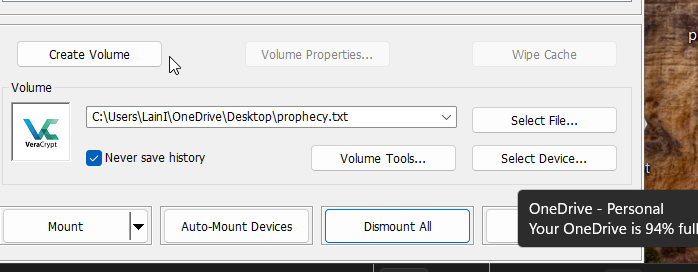 Create Volume
Volume Properties...
Wipe Cache
Volume
VeraCrypt
C:\Users\LainI\OneDrive\Desktop\prophecy.txt
Select File...
Never save history
Volume Tools...
Select Device...
OneDrive - Personal
Your OneDrive is 94% full
Mount
Auto-Mount Devices
Dismount All